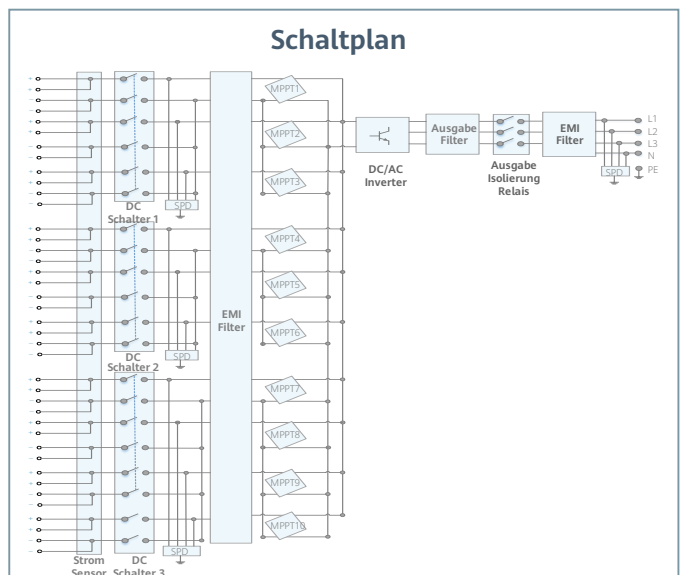 Schaltplan
MPPT1
MPPT2
MPPT3
SPD
DC
Schalter 1
MPPT4
MPPT5
MPPT6
SPD
DC
Schalter 2
EMI
Filter
MPPT7
MPPT8
MPPT9
MPPT10
SPD
Strom
Sensor
DC
Schalter 3
DC/AC
Inverter
Ausgabe
Filter
Ausgabe
Isolierung
Relais
EMI
Filter
L1
L2
L3
N
SPD
PE